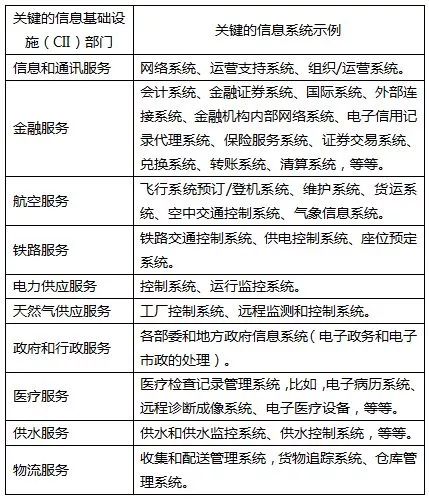 关键的信息基础设
施（CII）部门
关键的信息系统示例
信息和通讯服务
网络系统、运营支持系统、组织/运营系统。
金融服务
会计系统、金融证券系统、国际系统、外部连
接系统、金融机构内部网络系统、电子信用记
录代理系统、保险服务系统、证券交易系统、
兑换系统、转账系统、清算系统，等等。
航空服务
飞行系统预订/登机系统、维护系统、货运系
统、空中交通控制系统、气象信息系统。
铁路服务
铁路交通控制系统、供电控制系统、座位预定
系统。
电力供应服务
控制系统、运行监控系统。
天然气供应服务
工厂控制系统、远程监测和控制系统。
政府和行政服务
各部委和地方政府信息系统（电子政务和电子
市政的处理）。
医疗服务
医疗检查记录管理系统，比如，电子病历系统、
远程诊断成像系统、电子医疗设备，等等。
供水服务
供水和供水监控系统、供水控制系统，等等。
物流服务
收集和配送管理系统，货物追踪系统、仓库管
理系统。